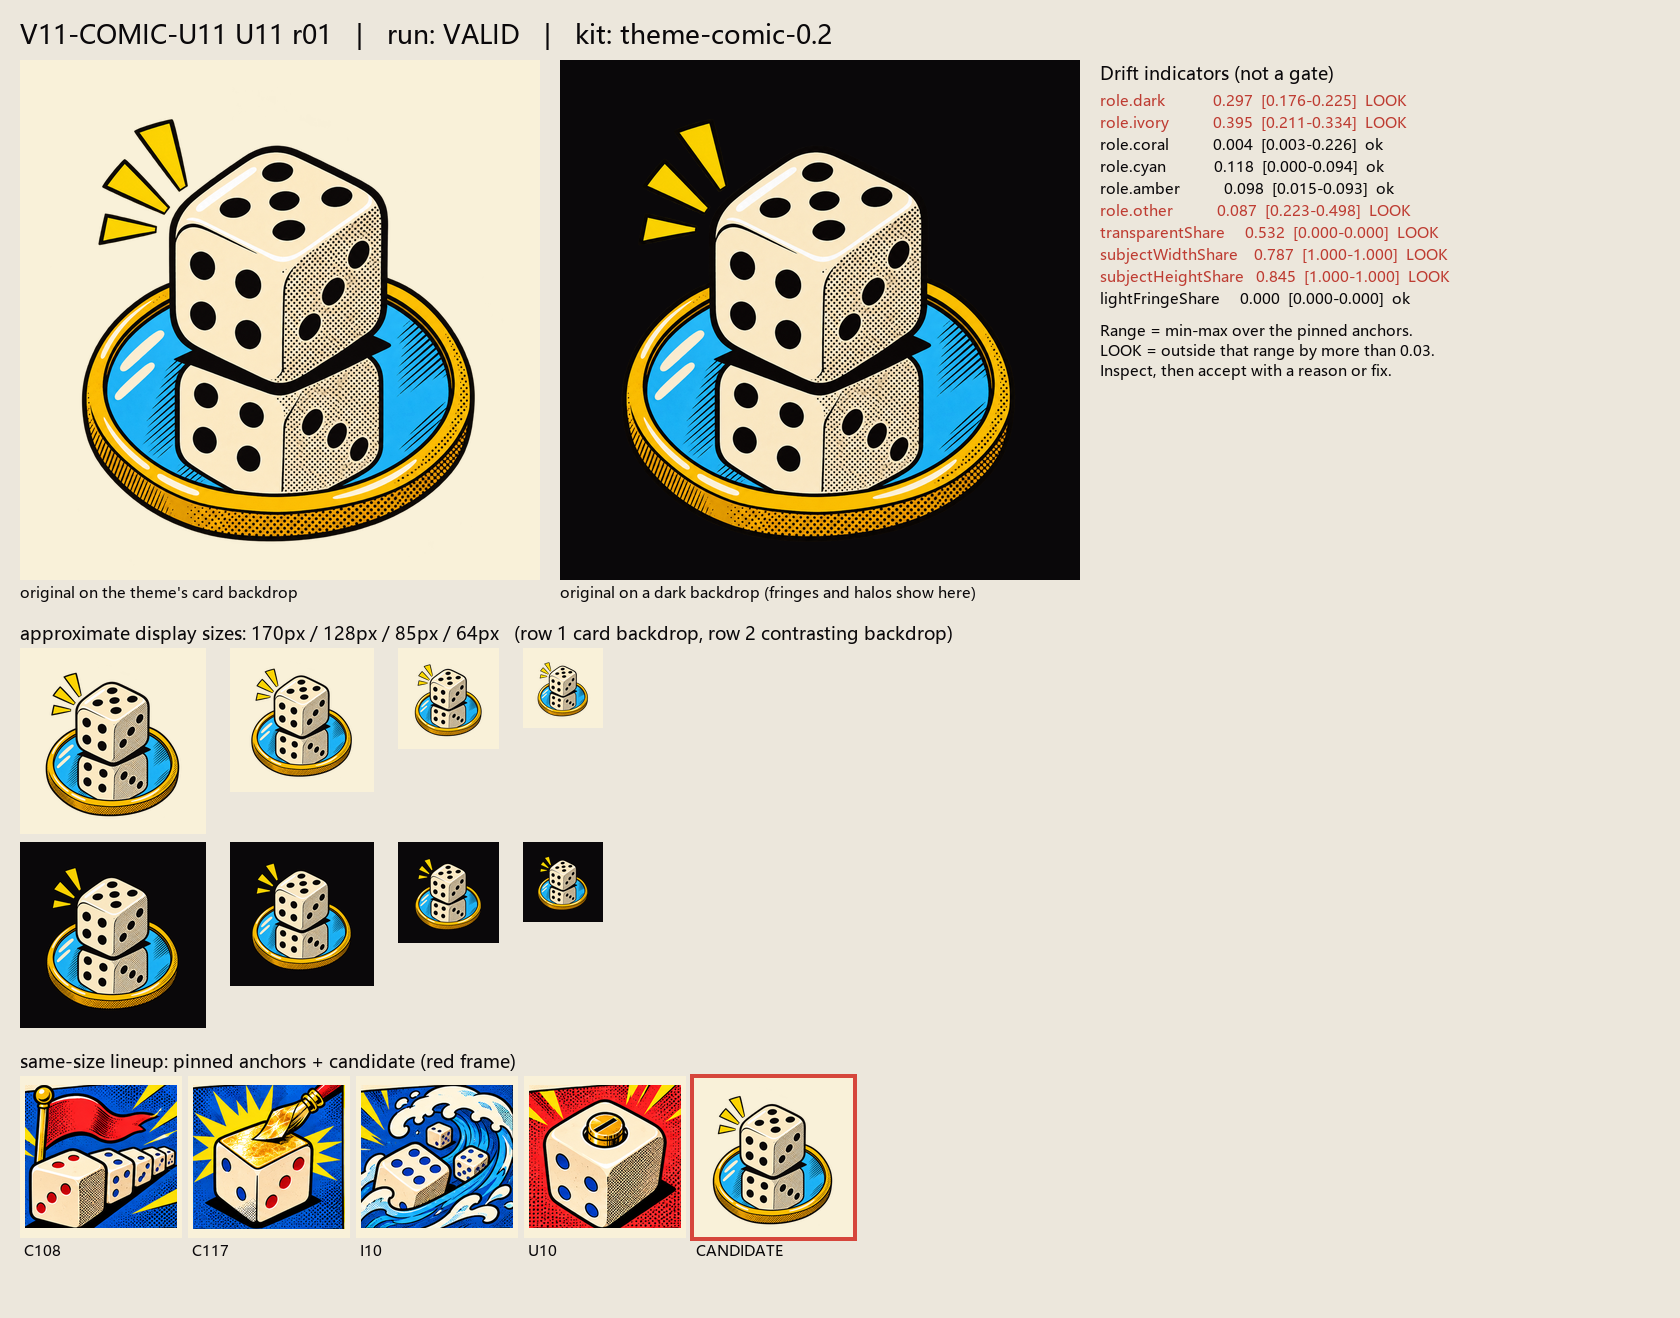 V11-COMIC-U11 U11 r01 | run: VALID | kit: theme-comic-0.2
Drift indicators (not a gate)
role.dark 0.297 [0.176-0.225] LOOK
role.ivory 0.395 [0.211-0.334] LOOK
role.coral 0.004 [0.003-0.226] ok
role.cyan 0.118 [0.000-0.094] ok
role.amber 0.098 [0.015-0.093] ok
role.other 0.087 [0.223-0.498] LOOK
transparentShare 0.532 [0.000-0.000] LOOK
subjectWidthShare 0.787 [1.000-1.000] LOOK
subjectHeightShare 0.845 [1.000-1.000] LOOK
lightFringeShare 0.000 [0.000-0.000] ok
Range = min-max over the pinned anchors.
LOOK = outside that range by more than 0.03.
Inspect, then accept with a reason or fix.
original on the theme's card backdrop
original on a dark backdrop (fringes and halos show here)
approximate display sizes: 170px / 128px / 85px / 64px (row 1 card backdrop, row 2 contrasting backdrop)
same-size lineup: pinned anchors + candidate (red frame)
C108
C117
I10
U10
CANDIDATE